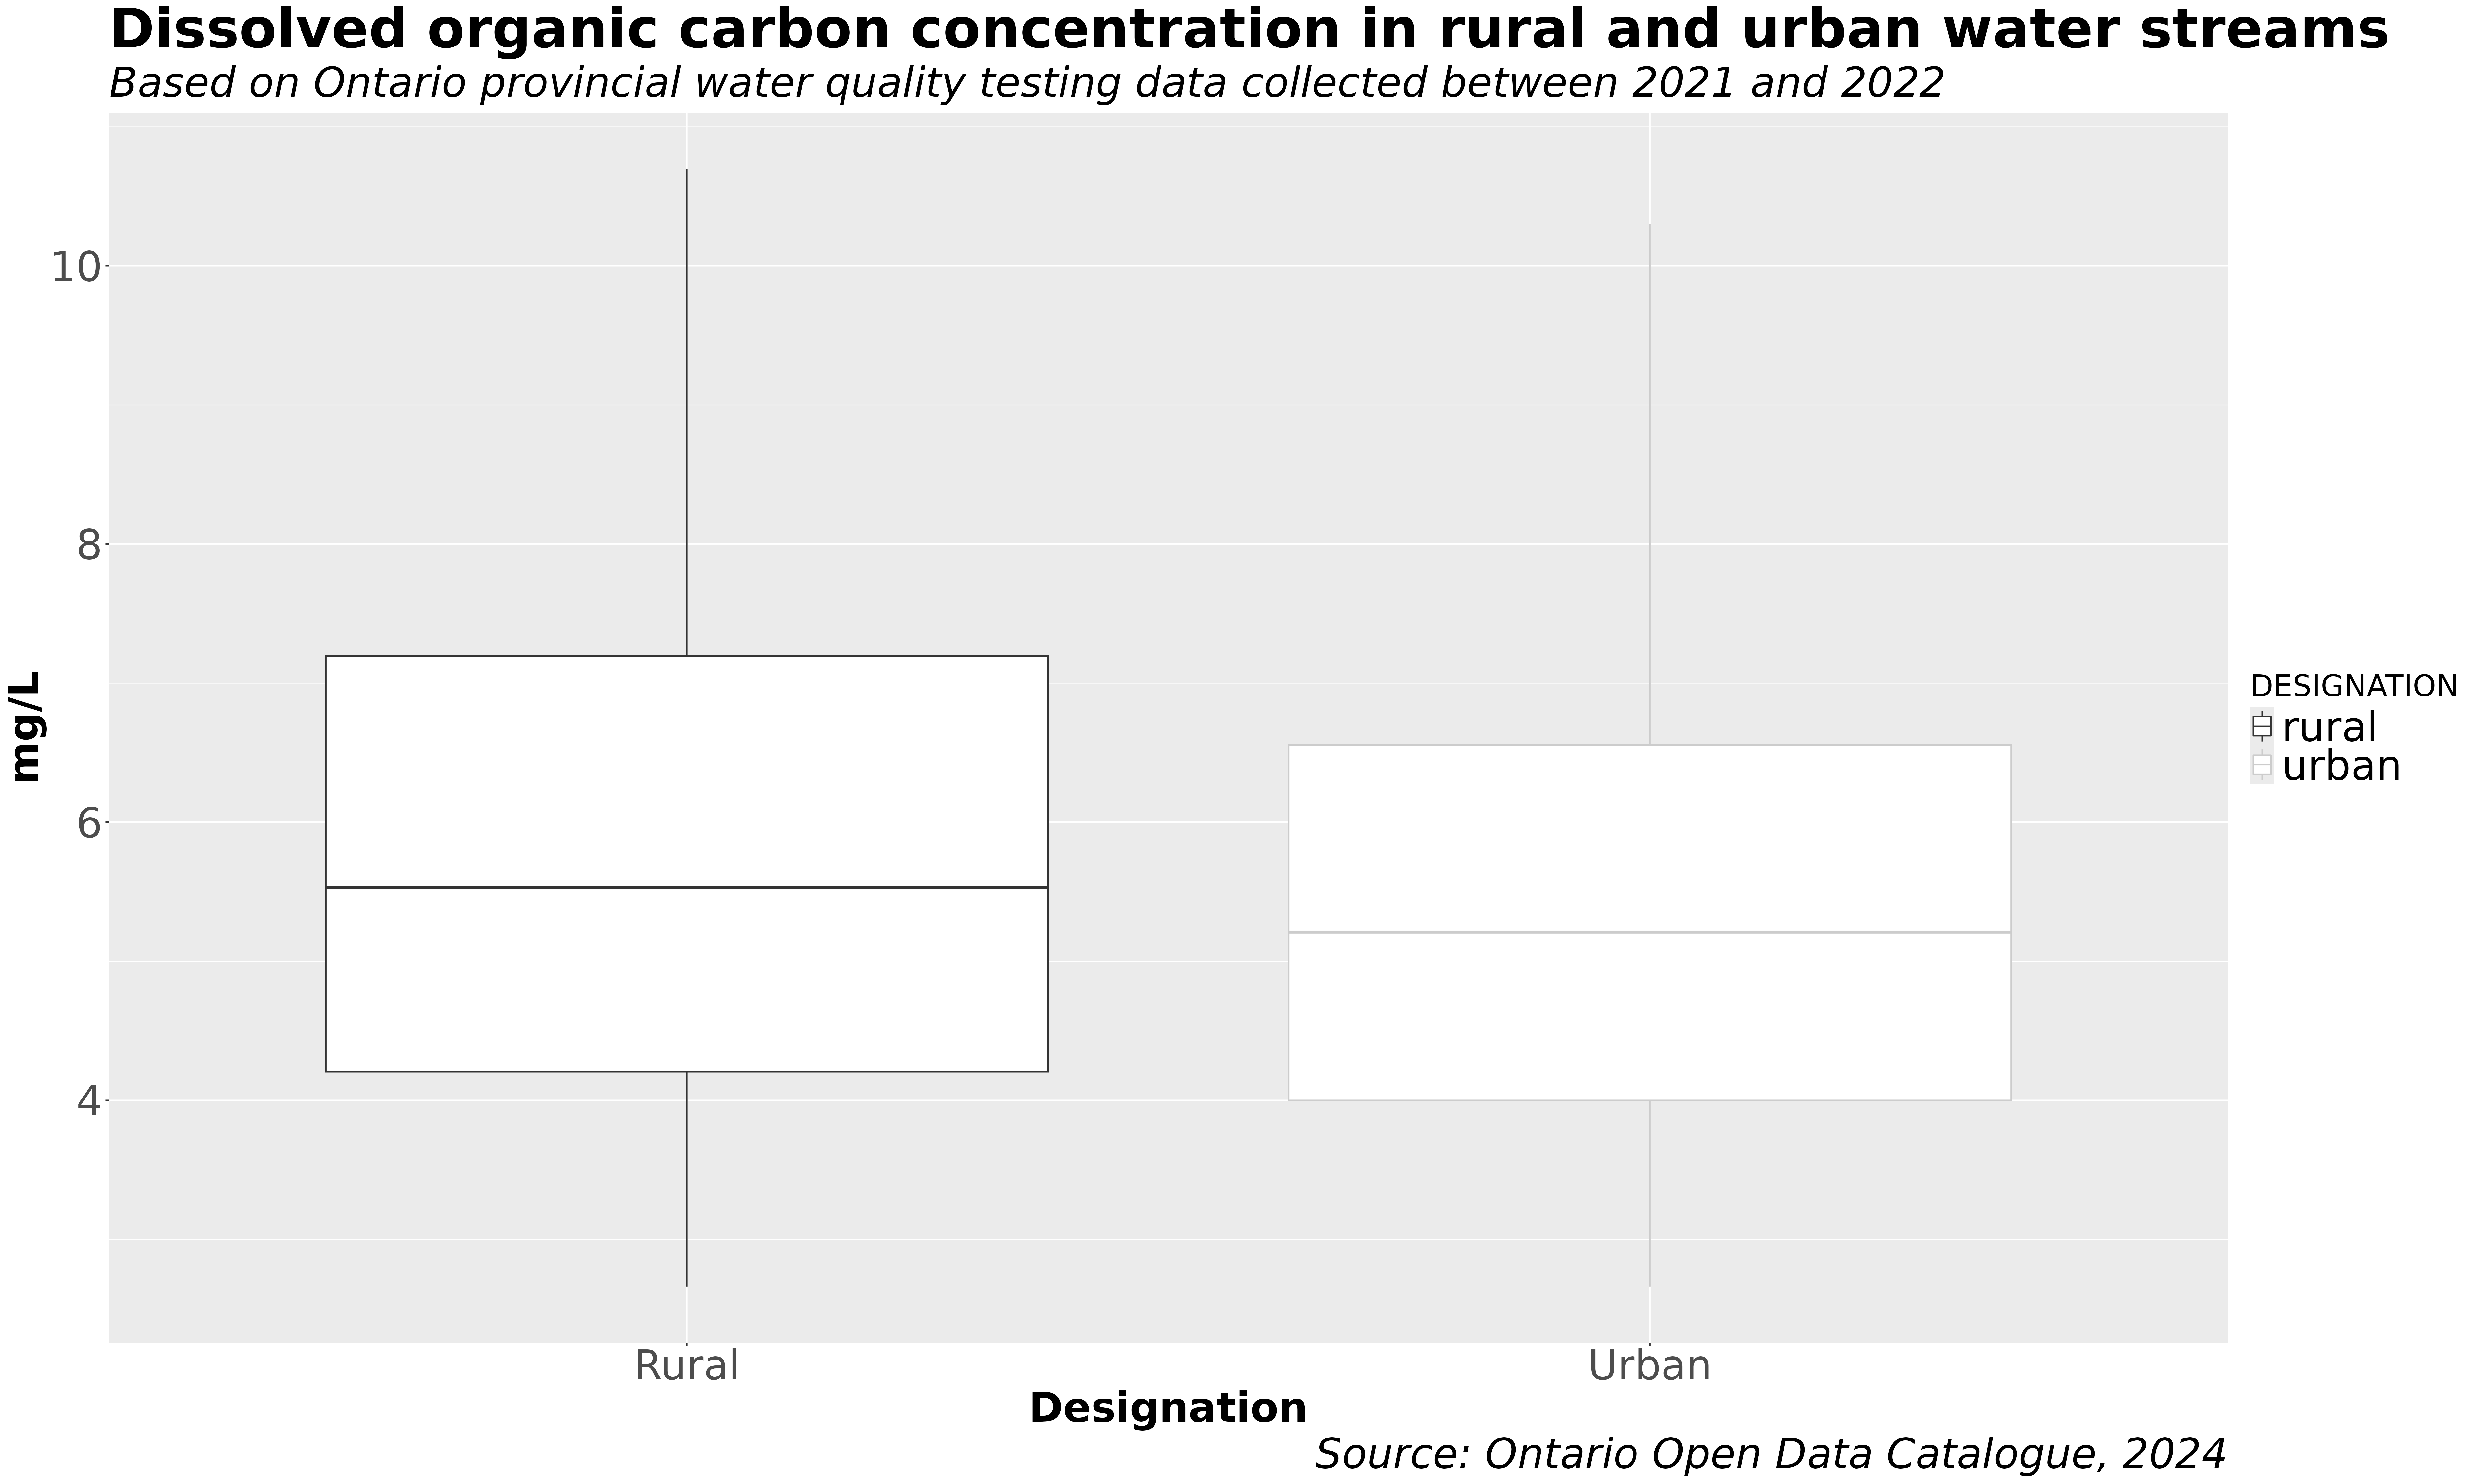 Dissolved organic carbon concentration in rural and urban water streams
Based on Ontario provincial water quality testing data collected between 2021 and 2022
10
8
6
4
mg/L
Rural
Urban
Designation
DESIGNATION
rural
urban
Source: Ontario Open Data Catalogue, 2024